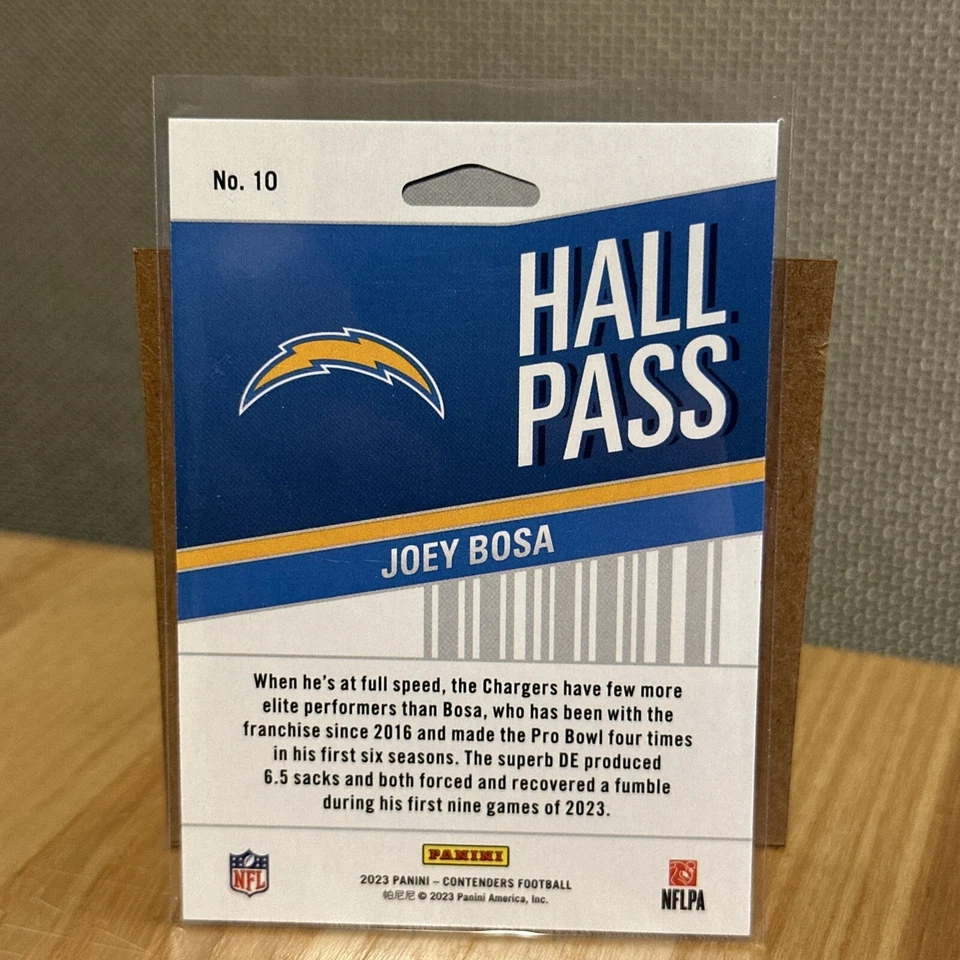 No. 10
HALL
PASS
JOEY BOSA
When he's at full speed, the Chargers have few more
elite performers than Bosa, who has been with the
franchise since 2016 and made the Pro Bowl four times
in his first six seasons. The superb DE produced
6.5 sacks and both forced and recovered a fumble
during his first nine games of 2023.
NFL
PANINI
2023 PANINI – CONTENDERS FOOTBALL
帕尼尼 © 2023 Panini America, Inc.
NFLPA